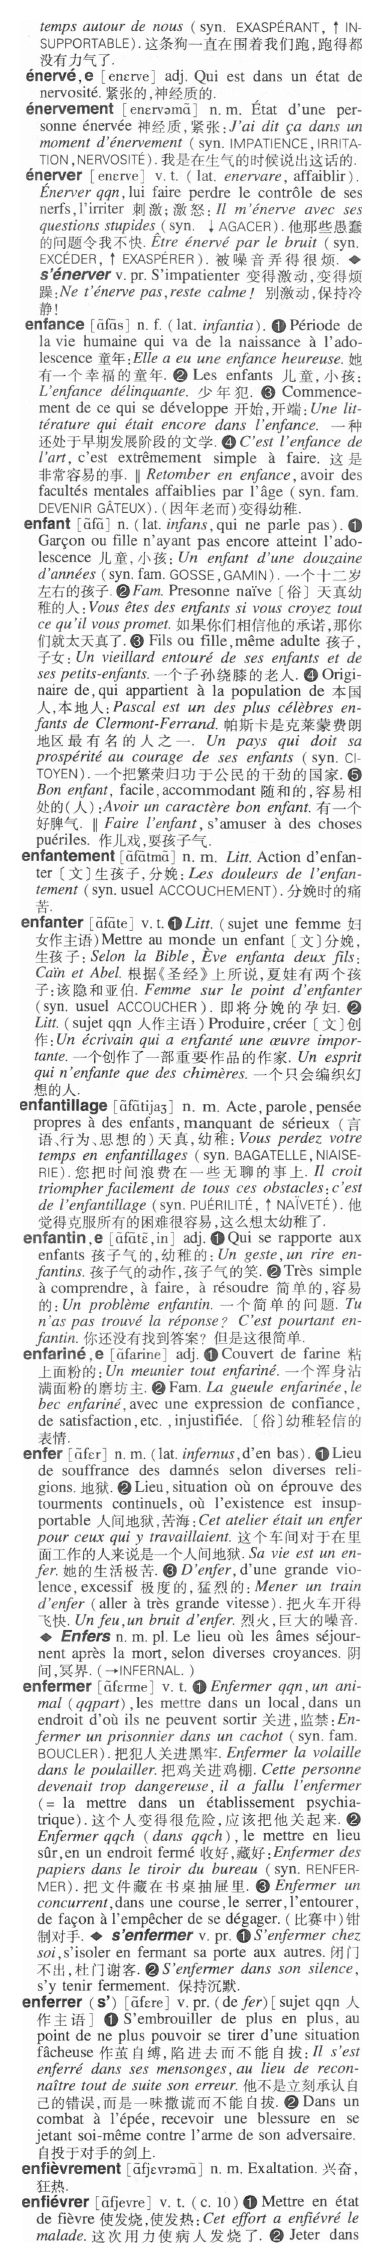 temps autour de nous (syn. EXASPÉRANT, ↑ IN-
SUPPORTABLE). 这条狗一直在围着我们跑,跑得都
没有力气了.
énervé,e [enɛrve] adj. Qui est dans un état de
nervosité. 紧张的,神经质的.
énervement [enɛrvəmɑ̃] n. m. État d'une per-
sonne énervée 神经质,紧张:J'ai dit ça dans un
moment d'énervement (syn. IMPATIENCE, IRRITA-
TION, NERVOSITÉ). 我是在生气的时候说出这话的.
énerver [enɛrve] v. t. (lat. enervare, affaiblir).
Énerver qqn, lui faire perdre le contrôle de ses
nerfs, l'irriter 刺激;激怒:Il m'énerve avec ses
questions stupides (syn. ↓ AGACER). 他那些愚蠢
的问题令我不快. Être énervé par le bruit (syn.
EXCÉDER, ↑ EXASPÉRER). 被噪音弄得很烦. ◆
s'énerver v. pr. S'impatienter 变得激动,变得烦
躁:Ne t'énerve pas, reste calme! 别激动,保持冷
静!
enfance [ɑ̃fɑ̃s] n. f. (lat. infantia). ❶ Période de
la vie humaine qui va de la naissance à l'ado-
lescence 童年:Elle a eu une enfance heureuse. 她
有一个幸福的童年. ❷ Les enfants 儿童,小孩:
L'enfance délinquante. 少年犯. ❸ Commence-
ment de ce qui se développe 开始,开端:Une lit-
térature qui était encore dans l'enfance. 一种
还处于早期发展阶段的文学. ❹ C'est l'enfance de
l'art, c'est extrêmement simple à faire. 这是
非常容易的事. ‖ Retomber en enfance, avoir des
facultés mentales affaiblies par l'âge (syn. fam.
DEVENIR GÂTEUX). (因年老而)变得幼稚.
enfant [ɑ̃fɑ̃] n. (lat. infans, qui ne parle pas). ❶
Garçon ou fille n'ayant pas encore atteint l'ado-
lescence 儿童,小孩: Un enfant d'une douzaine
d'années (syn. fam. GOSSE, GAMIN). 一个十二岁
左右的孩子. ❷ Fam. Presonne naïve〔俗〕天真幼
稚的人:Vous êtes des enfants si vous croyez tout
ce qu'il vous promet. 如果你们相信他的承诺,那你
们就太天真了. ❸ Fils ou fille, même adulte 孩子,
子女:Un vieillard entouré de ses enfants et de
ses petits-enfants. 一个子孙绕膝的老人. ❹ Origi-
naire de, qui appartient à la population de 本国
人,本地人:Pascal est un des plus célèbres en-
fants de Clermont-Ferrand. 帕斯卡是克莱蒙费朗
地区最有名的人之一. Un pays qui doit sa
prospérité au courage de ses enfants (syn. CI-
TOYEN). 一个把繁荣归功于公民的干劲的国家. ❺
Bon enfant, facile, accommodant 随和的,容易相
处的(人):Avoir un caractère bon enfant. 有一个
好脾气. ‖ Faire l'enfant, s'amuser à des choses
puériles. 作儿戏,耍孩子气.
enfantement [ɑ̃fɑ̃tmɑ̃] n. m. Litt. Action d'enfan-
ter〔文〕生孩子,分娩: Les douleurs de l'enfan-
tement (syn. usuel ACCOUCHEMENT). 分娩时的痛
苦.
enfanter [ɑ̃fɑ̃te] v. t. ❶ Litt. (sujet une femme 妇
女作主语) Mettre au monde un enfant〔文〕分娩,
生孩子: Selon la Bible, Ève enfanta deux fils:
Caïn et Abel. 根据《圣经》上所说,夏娃有两个孩
子:该隐和亚伯. Femme sur le point d'enfanter
(syn. usuel ACCOUCHER). 即将分娩的孕妇. ❷
Litt. (sujet qqn 人作主语) Produire, créer〔文〕创
作:Un écrivain qui a enfanté une œuvre impor-
tante. 一个创作了一部重要作品的作家. Un esprit
qui n'enfante que des chimères. 一个只会编织幻
想的人.
enfantillage [ɑ̃fɑ̃tijaʒ] n. m. Acte, parole, pensée
propres à des enfants, manquant de sérieux (言
语、行为、思想的)天真,幼稚: Vous perdez votre
temps en enfantillages (syn. BAGATELLE, NIAISE-
RIE). 您把时间浪费在一些无聊的事上. Il croit
triompher facilement de tous ces obstacles: c'est
de l'enfantillage (syn. PUÉRILITÉ, ↑ NAÏVETÉ). 他
觉得克服所有的困难很容易,这么想太幼稚了.
enfantin,e [ɑ̃fɑ̃tɛ̃,in] adj. ❶ Qui se rapporte aux
enfants 孩子气的,幼稚的: Un geste, un rire en-
fantins. 孩子气的动作,孩子气的笑. ❷ Très simple
à comprendre, à faire, à résoudre 简单的,容易
的: Un problème enfantin. 一个简单的问题. Tu
n'as pas trouvé la réponse? C'est pourtant en-
fantin. 你还没有找到答案? 但是这很简单.
enfariné,e [ɑ̃farine] adj. ❶ Couvert de farine 粘
上面粉的: Un meunier tout enfariné. 一个浑身沾
满面粉的磨坊主. ❷ Fam. La gueule enfarinée, le
bec enfariné, avec une expression de confiance,
de satisfaction, etc., injustifiée. 〔俗〕幼稚轻信的
表情.
enfer [ɑ̃fɛr] n. m. (lat. infernus, d'en bas). ❶ Lieu
de souffrance des damnés selon diverses reli-
gions. 地狱. ❷ Lieu, situation où on éprouve des
tourments continuels, où l'existence est insup-
portable 人间地狱,苦海:Cet atelier était un enfer
pour ceux qui y travaillaient. 这个车间对于在里
面工作的人来说是一个人间地狱. Sa vie est un en-
fer. 她的生活极苦. ❸ D'enfer, d'une grande vio-
lence, excessif 极度的,猛烈的: Mener un train
d'enfer (aller à très grande vitesse). 把火车开得
飞快. Un feu, un bruit d'enfer. 烈火,巨大的噪音.
◆ Enfers n. m. pl. Le lieu où les âmes séjour-
nent après la mort, selon diverses croyances. 阴
间,冥界. (→INFERNAL.)
enfermer [ɑ̃fɛrme] v. t. ❶ Enfermer qqn, un ani-
mal (qqpart), les mettre dans un local, dans un
endroit d'où ils ne peuvent sortir 关进,监禁:En-
fermer un prisonnier dans un cachot (syn. fam.
BOUCLER). 把犯人关进黑牢. Enfermer la volaille
dans le poulailler. 把鸡关进鸡棚. Cette personne
devenait trop dangereuse, il a fallu l'enfermer
(= la mettre dans un établissement psychia-
trique). 这个人变得很危险,应该把他关起来. ❷
Enfermer qqch (dans qqch), le mettre en lieu
sûr, en un endroit fermé 收好,藏好:Enfermer des
papiers dans le tiroir du bureau (syn. RENFER-
MER). 把文件藏在书桌抽屉里. ❸ Enfermer un
concurrent, dans une course, le serrer, l'entourer,
de façon à l'empêcher de se dégager. (比赛中)钳
制对手. ◆ s'enfermer v. pr. ❶ S'enfermer chez
soi, s'isoler en fermant sa porte aux autres. 闭门
不出,杜门谢客. ❷ S'enfermer dans son silence,
s'y tenir fermement. 保持沉默.
enferrer (s') [ɑ̃fɛre] v. pr. (de fer) [sujet qqn 人
作主语] ❶ S'embrouiller de plus en plus, au
point de ne plus pouvoir se tirer d'une situation
fâcheuse 作茧自缚,陷进去而不能自拔: Il s'est
enferré dans ses mensonges, au lieu de recon-
naître tout de suite son erreur. 他不是立刻承认自
己的错误,而是一味撒谎而不能自拔. ❷ Dans un
combat à l'épée, recevoir une blessure en se
jetant soi-même contre l'arme de son adversaire.
自投于对手的剑上.
enfièvrement [ɑ̃fjɛvrəmɑ̃] n. m. Exaltation. 兴奋,
狂热.
enfiévrer [ɑ̃fjevre] v. t. (c. 10) ❶ Mettre en état
de fièvre 使发烧,使发热: Cet effort a enfiévré le
malade. 这次用力使病人发烧了. ❷ Jeter dans